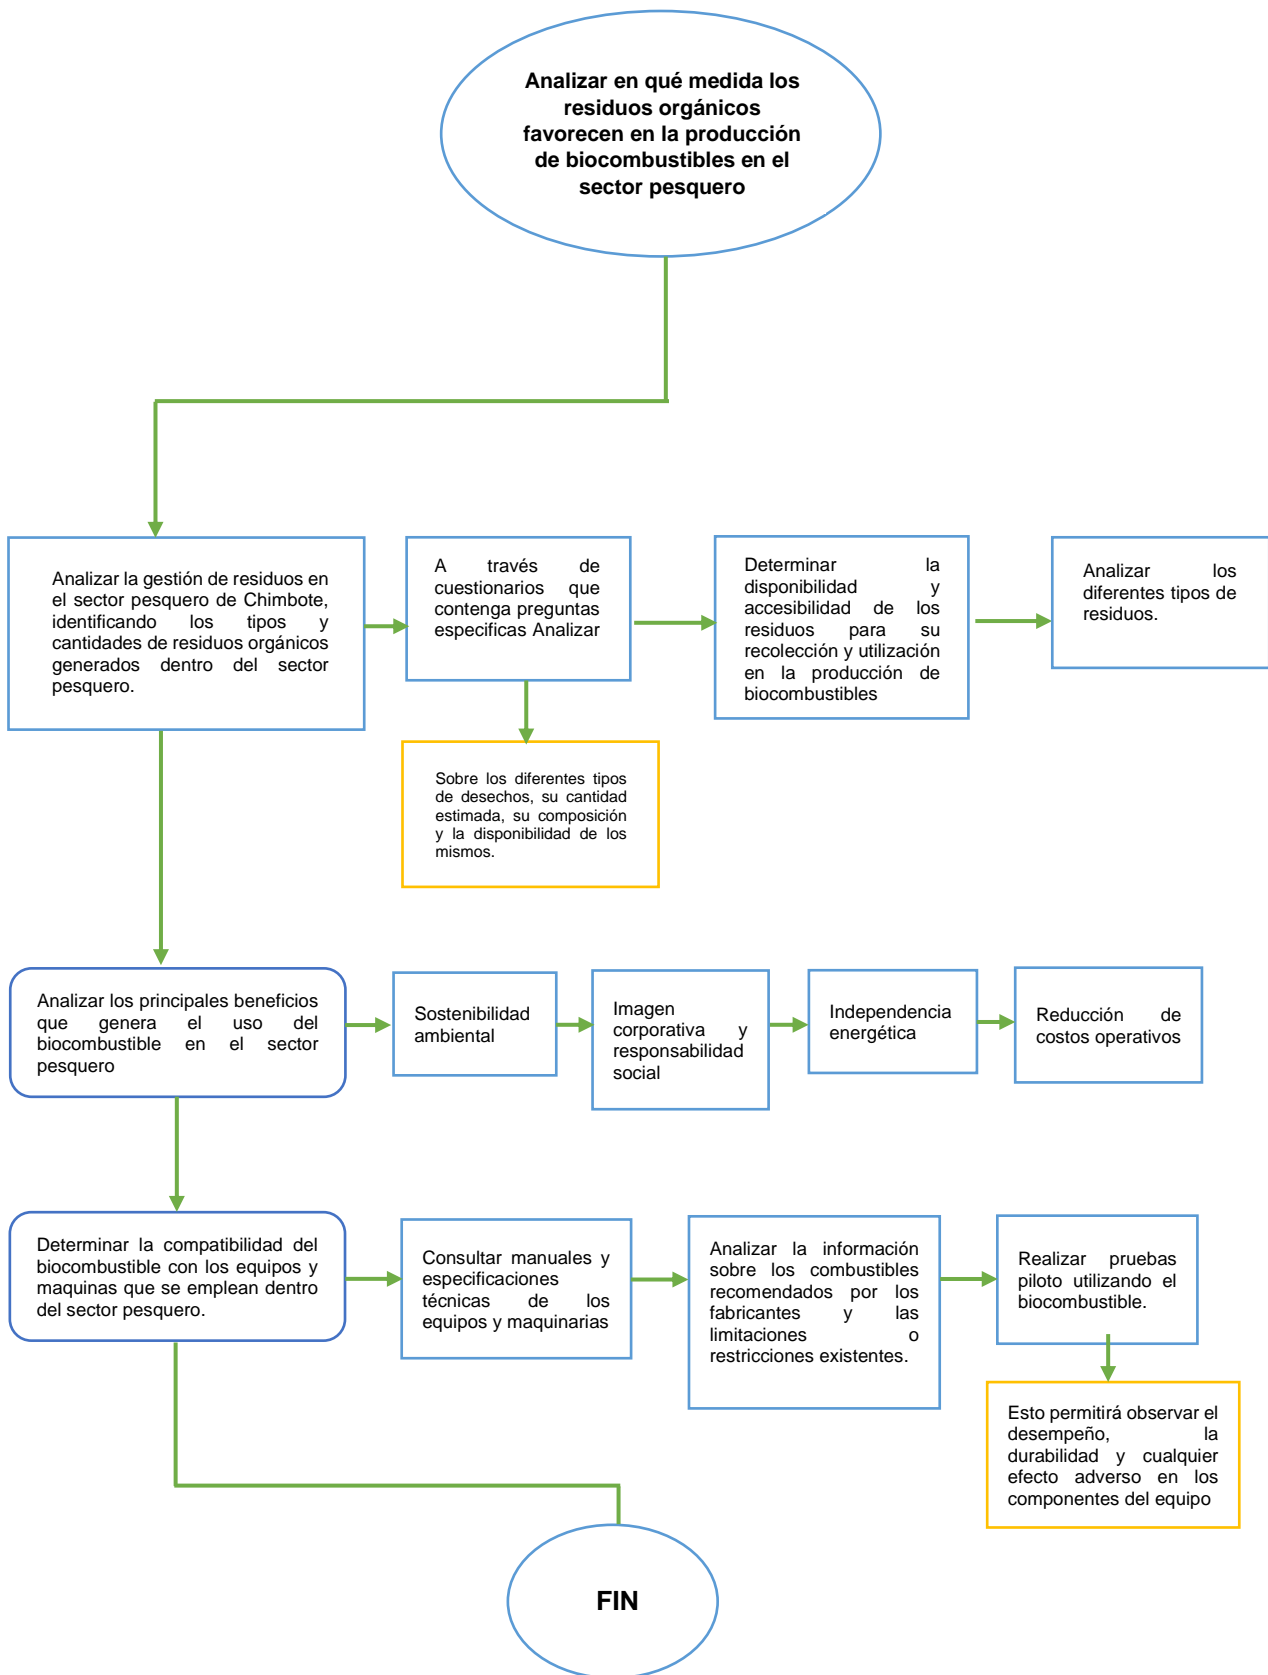 Analizar en qué medida los
residuos orgánicos
favorecen en la producción
de biocombustibles en el
sector pesquero
Analizar la gestión de residuos en
el sector pesquero de Chimbote,
identificando los tipos y
cantidades de residuos orgánicos
generados dentro del sector
pesquero.
A través de
cuestionarios que
contenga preguntas
especificas Analizar
Determinar la
disponibilidad y
accesibilidad de los
residuos para su
recolección y utilización
en la producción de
biocombustibles
Analizar los
diferentes tipos de
residuos.
Sobre los diferentes tipos
de desechos, su cantidad
estimada, su composición
y la disponibilidad de los
mismos.
Analizar los principales beneficios
que genera el uso del
biocombustible en el sector
pesquero
Sostenibilidad
ambiental
Imagen
corporativa y
responsabilidad
social
Independencia
energética
Reducción de
costos operativos
Determinar la compatibilidad del
biocombustible con los equipos y
maquinas que se emplean dentro
del sector pesquero.
Consultar manuales y
especificaciones
técnicas de los
equipos y maquinarias
Analizar la información
sobre los combustibles
recomendados por los
fabricantes y las
limitaciones o
restricciones existentes.
Realizar pruebas
piloto utilizando el
biocombustible.
Esto permitirá observar el
desempeño, la
durabilidad y cualquier
efecto adverso en los
componentes del equipo
FIN